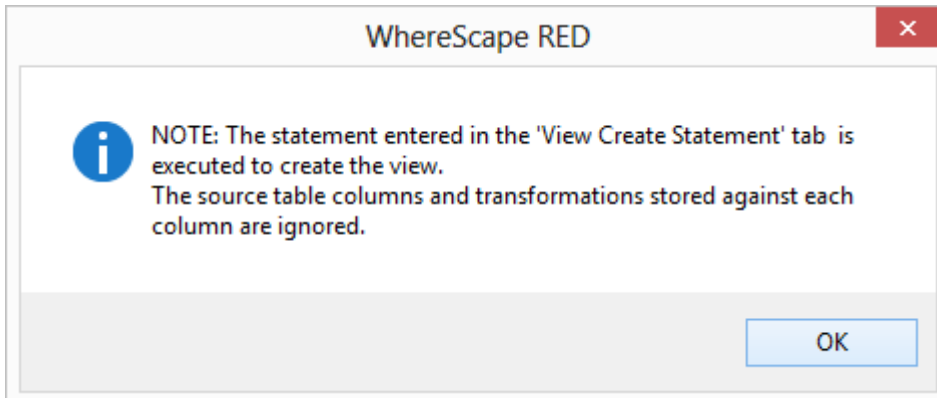 WhereScape RED
NOTE: The statement entered in the 'View Create Statement' tab  is
executed to create the view.
The source table columns and transformations stored against each
column are ignored.
OK